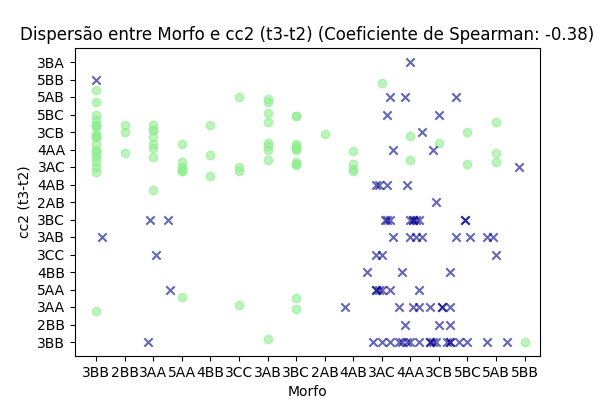 Dispersão entre Morfo e cc2 (t3-t2) (Coeficiente de Spearman: -0.38)
3BA
5BB
5AB
5BC
3CB
4AA
3AC
4AB
2AB
3BC
3AB
3CC
4BB
5AA
3AA
2BB
3BB
cc2 (t3-t2)
3BB 2BB 3AA 5AA 4BB 3CC 3AB 3BC 2AB 4AB 3AC 4AA 3CB 5BC 5AB 5BB
Morfo